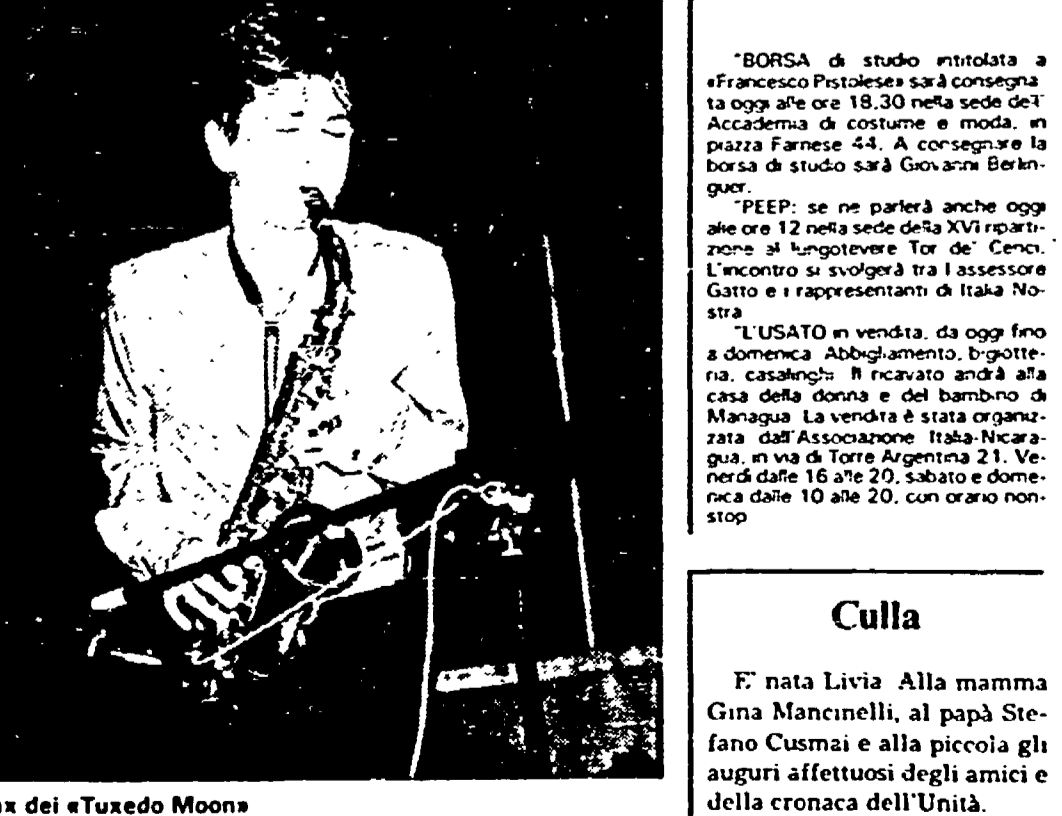 "BORSA di studio intitolata a
«Francesco Pistolese» sarà consegna
ta oggi alle ore 18.30 nella sede dell'
Accademia di costume e moda, in
piazza Farnese 44. A consegnare la
borsa di studio sarà Giovanni Berlin-
guer.
"PEEP: se ne parlerà anche oggi
alle ore 12 nella sede della XVI riparti-
zione al lungotevere Tor de' Cenci.
L'incontro si svolgerà tra l assessore
Gatto e i rappresentanti di Italia No-
stra
"L'USATO in vendita, da oggi fino
a domenica Abbigliamento, bigiotte-
ria, casalinghi Il ricavato andrà alla
casa della donna e del bambino di
Managua La vendita è stata organiz-
zata dall'Associazione Italia-Nicara-
gua, in via di Torre Argentina 21. Ve-
nerdì dalle 16 alle 20, sabato e dome-
nica dalle 10 alle 20, con orario non-
stop
Culla
E' nata Livia Alla mamma
Gina Mancinelli, al papà Ste-
fano Cusmai e alla piccola gli
auguri affettuosi degli amici e
della cronaca dell'Unità.
dei «Tuxedo Moon»